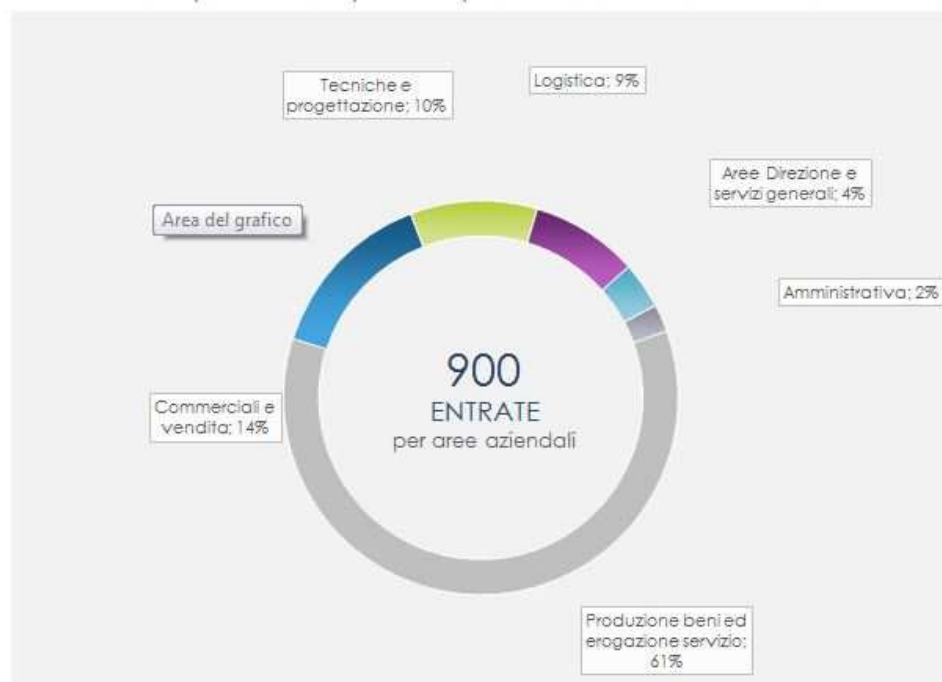 Tecniche e
progettazione; 10%
Logistica; 9%
Aree Direzione e
servizi generali; 4%
Area del grafico
Amministrativa; 2%
900
ENTRATE
per aree aziendali
Commerciali e
vendita; 14%
Produzione beni ed
erogazione servizio;
61%